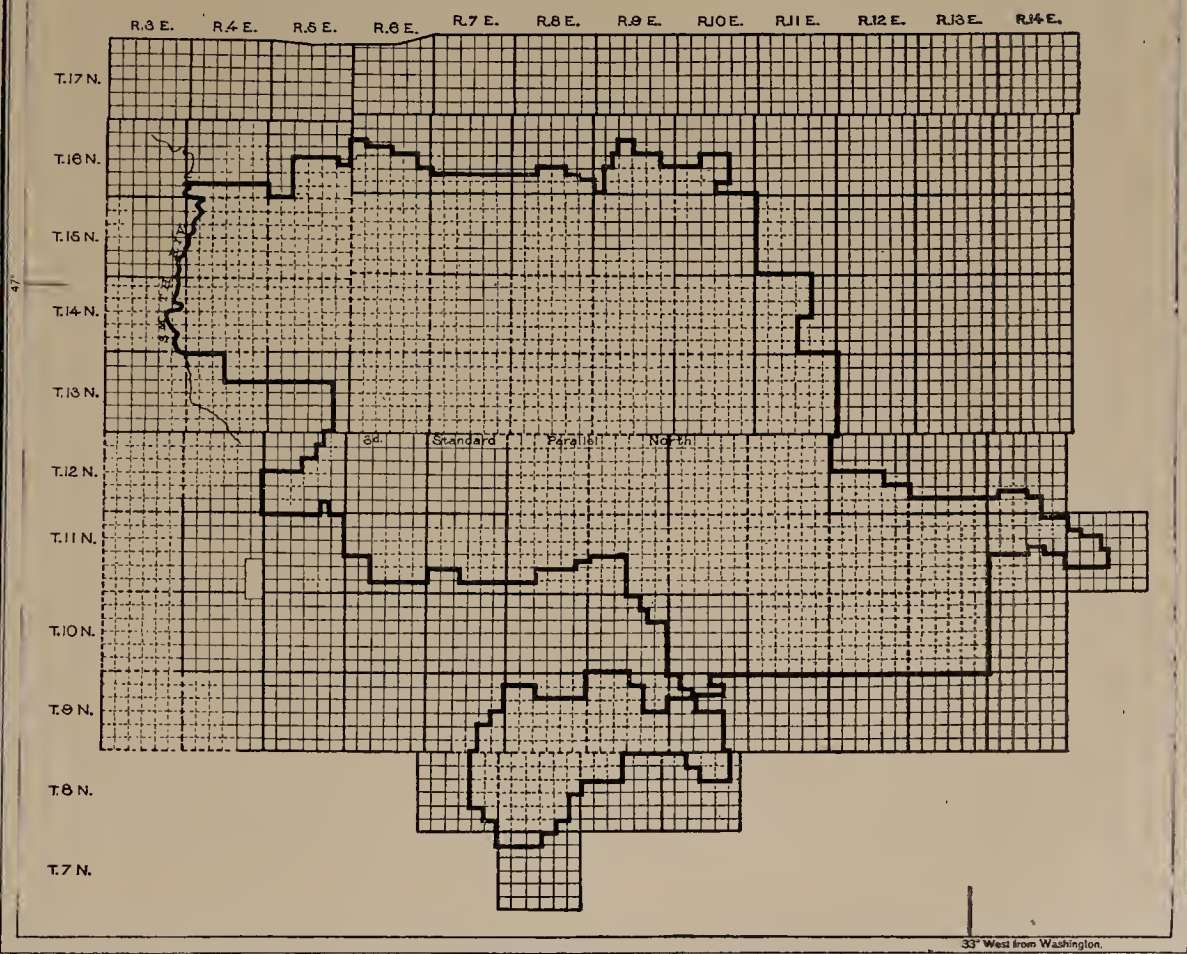 R.3 E. R.4 E. R.5 E. R.6 E. R.7 E. R.8 E. R.9 E. R.10 E. R.11 E. R.12 E. R.13 E. R.14 E.
T.17 N.
T.16 N.
T.15 N.
47°
T.14 N.
T.13 N.
3d. Standard Parallel North
T.12 N.
T.11 N.
T.10 N.
T.9 N.
T.8 N.
T.7 N.
33° West from Washington.